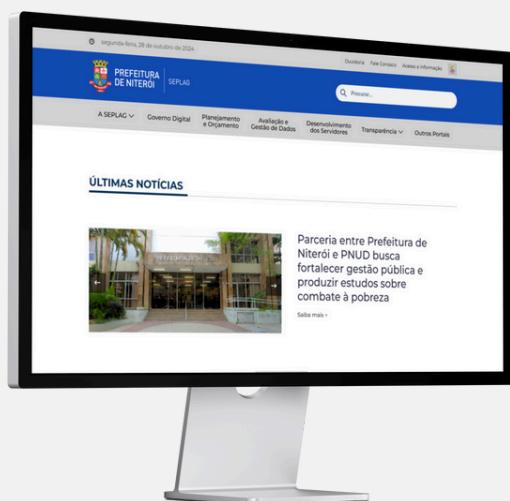 segunda-feira, 28 de outubro de 2024
Ouvidoria Fale Conosco Acesso a Informação
PREFEITURA
DE NITERÓI
SEPLAG
Procurar...
A SEPLAG
Governo Digital
Planejamento
e Orçamento
Avaliação e
Gestão de Dados
Desenvolvimento
dos Servidores
Transparência
Outros Portais
ÚLTIMAS NOTÍCIAS
Parceria entre Prefeitura de
Niterói e PNUD busca
fortalecer gestão pública e
produzir estudos sobre
combate à pobreza
Saiba mais